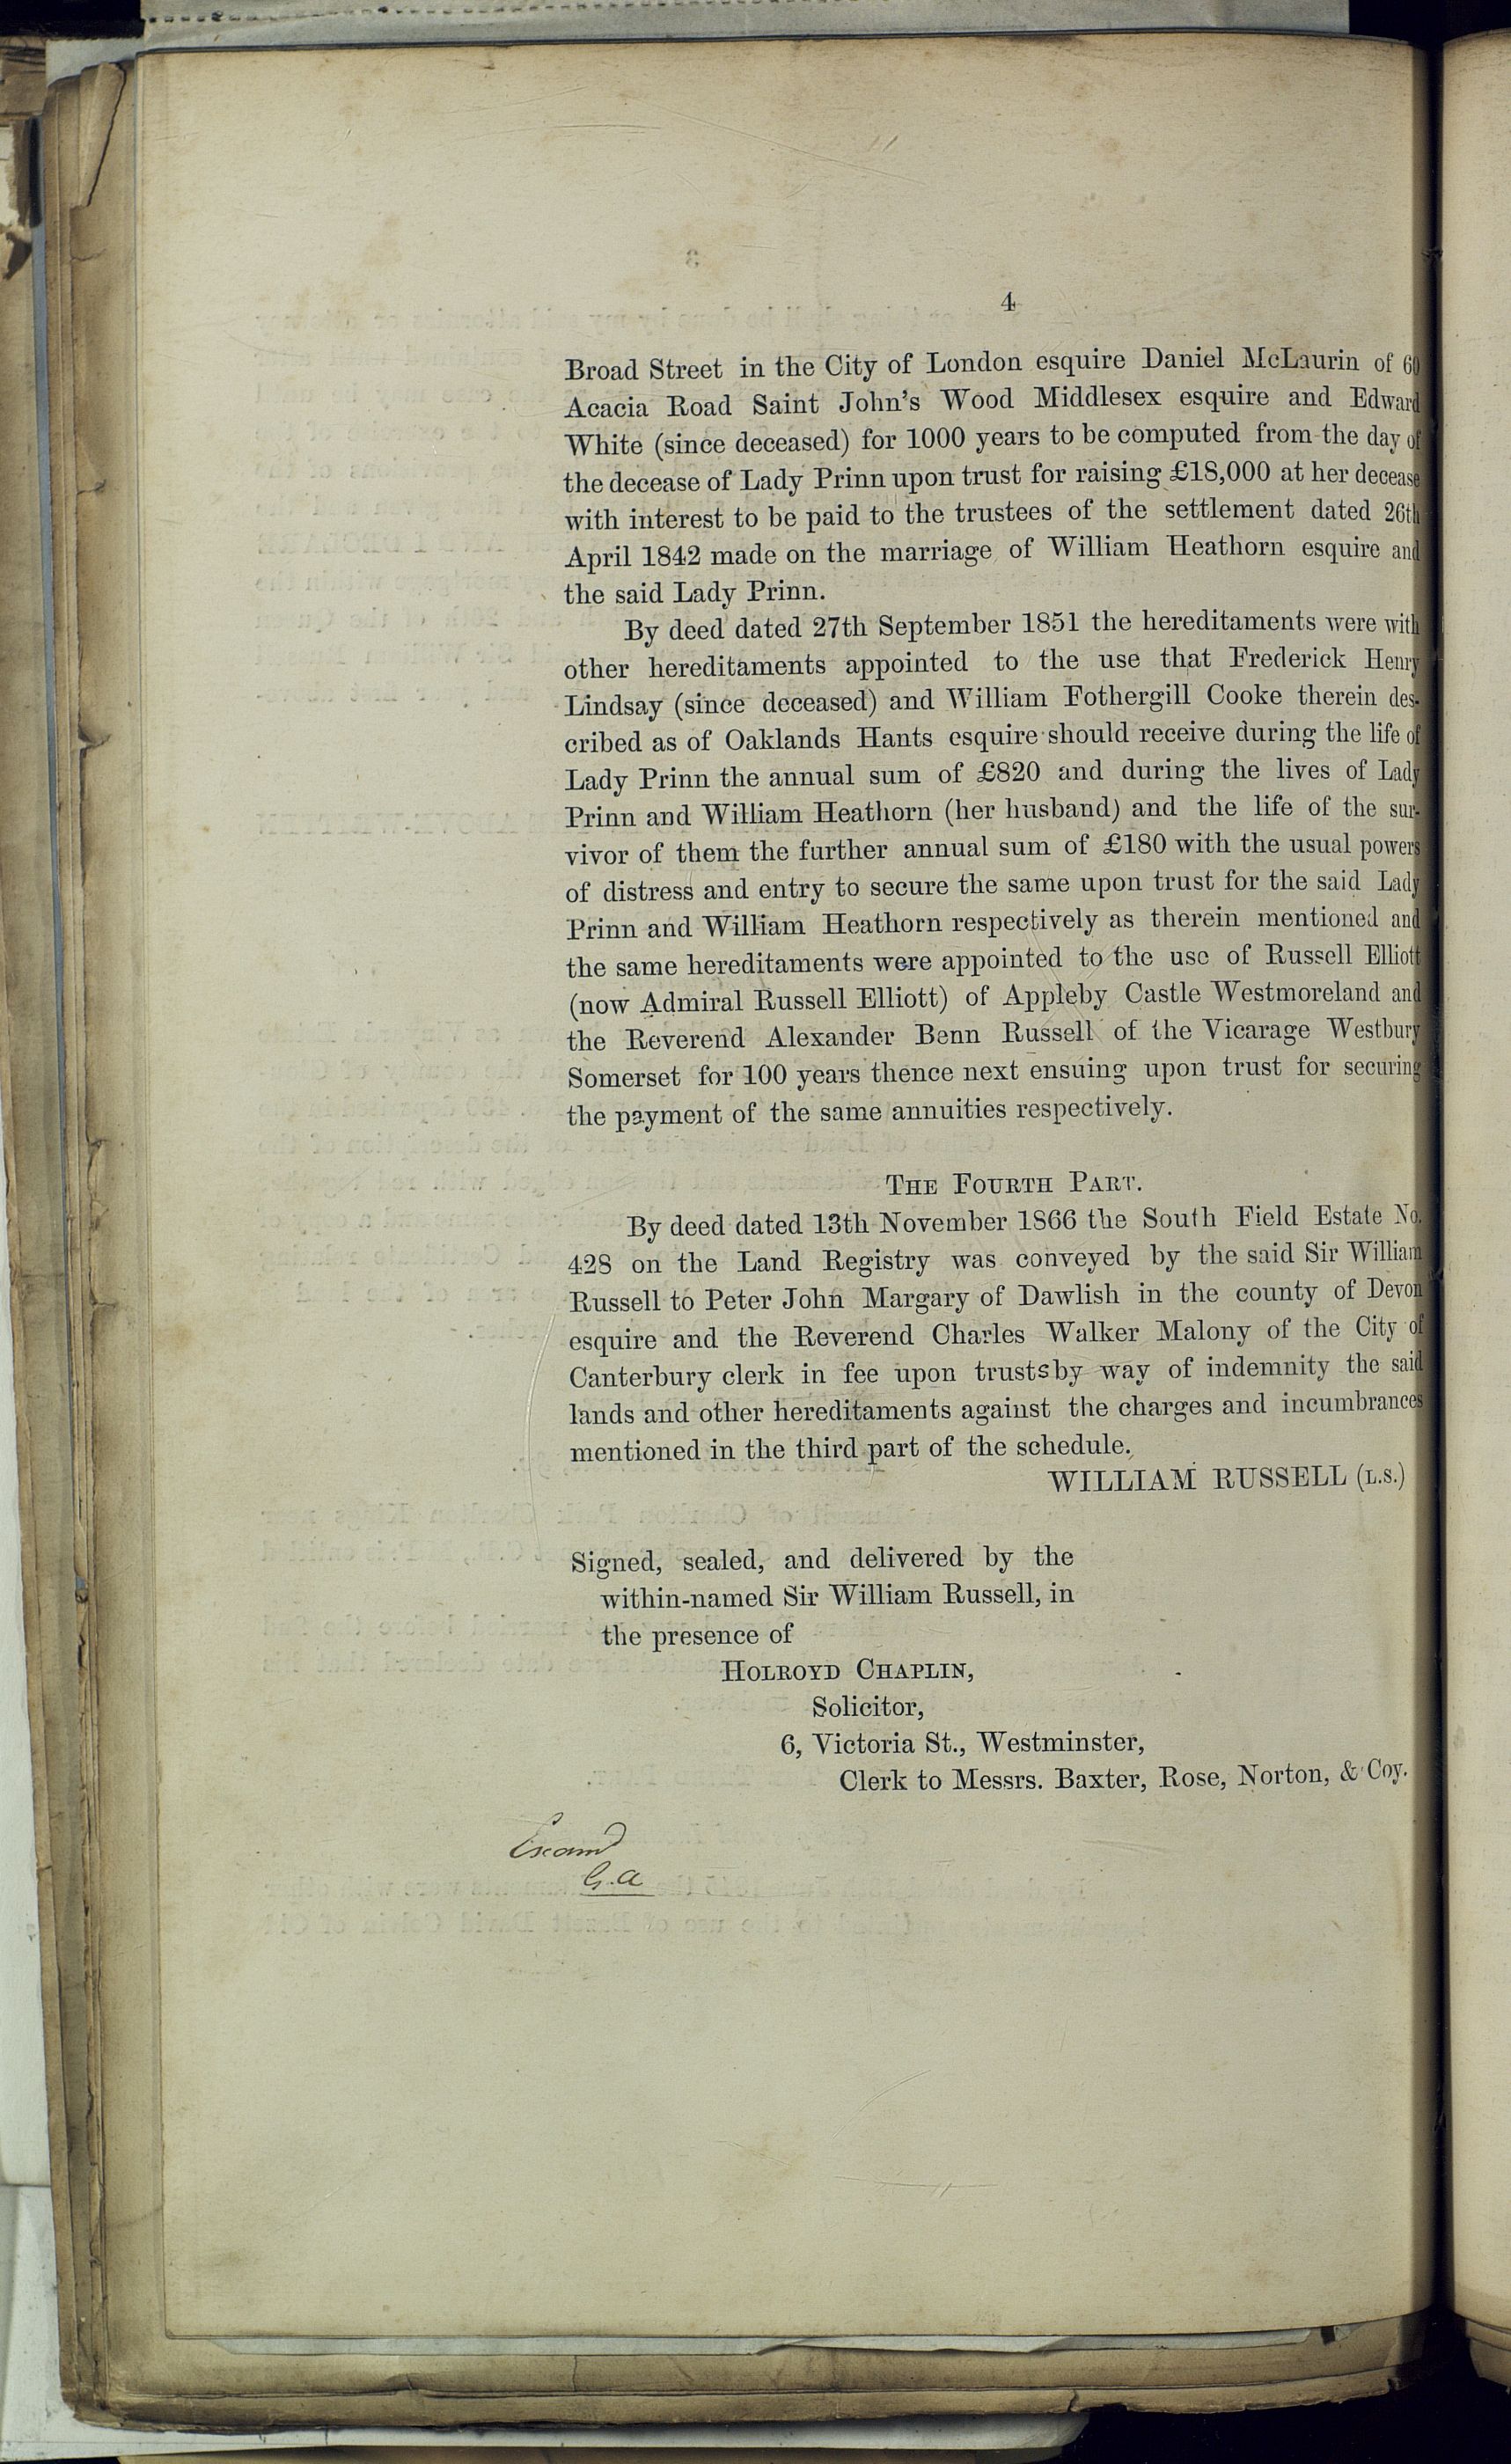 4
Broad Street in the City of London esquire Daniel McLaurin of 60
Acacia Road Saint John's Wood Middlesex esquire and Edward
White (since deceased) for 1000 years to be computed from the day of
the decease of Lady Prinn upon trust for raising £18,000 at her decease
with interest to be paid to the trustees of the settlement dated 26th
April 1842 made on the marriage of William Heathorn esquire and
the said Lady Prinn.
By deed dated 27th September 1851 the hereditaments were with
other hereditaments appointed to the use that Frederick Henry
Lindsay (since deceased) and William Fothergill Cooke therein des-
cribed as of Oaklands Hants esquire should receive during the life of
Lady Prinn the annual sum of £820 and during the lives of Lady
Prinn and William Heathorn (her husband) and the life of the sur-
vivor of them the further annual sum of £180 with the usual powers
of distress and entry to secure the same upon trust for the said Lady
Prinn and William Heathorn respectively as therein mentioned and
the same hereditaments were appointed to the use of Russell Elliott
(now Admiral Russell Elliott) of Appleby Castle Westmoreland and
the Reverend Alexander Benn Russell of the Vicarage Westbury
Somerset for 100 years thence next ensuing upon trust for securing
the payment of the same annuities respectively.
THE FOURTH PART.
By deed dated 13th November 1866 the South Field Estate No.
428 on the Land Registry was conveyed by the said Sir William
Russell to Peter John Margary of Dawlish in the county of Devon
esquire and the Reverend Charles Walker Malony of the City of
Canterbury clerk in fee upon trusts by way of indemnity the said
lands and other hereditaments against the charges and incumbrances
mentioned in the third part of the schedule.
WILLIAM RUSSELL (L.S.)
Signed, sealed, and delivered by the
within-named Sir William Russell, in
the presence of
HOLROYD CHAPLIN,
Solicitor,
6, Victoria St., Westminster,
Clerk to Messrs. Baxter, Rose, Norton, & Coy.
Examd
G.A